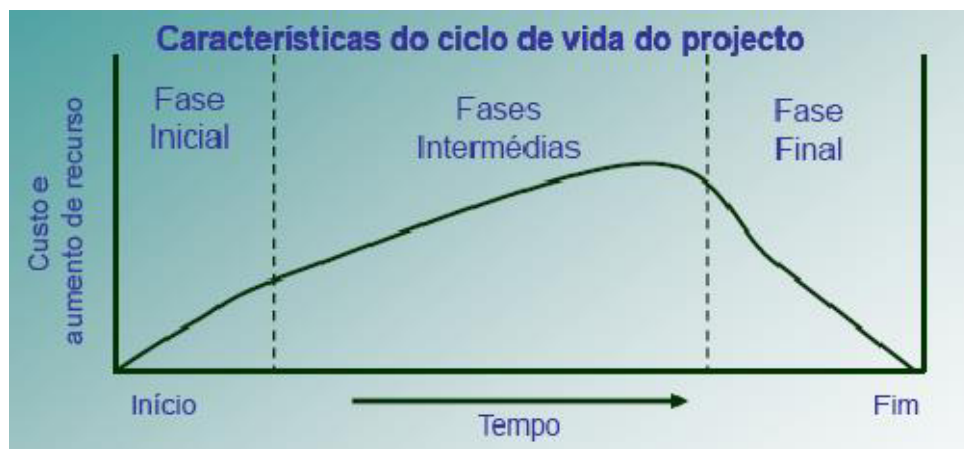 Características do ciclo de vida do projecto
Fase
Inicial
Fases
Intermédias
Fase
Final
Custo e
aumento de recurso
Início
Tempo
Fim